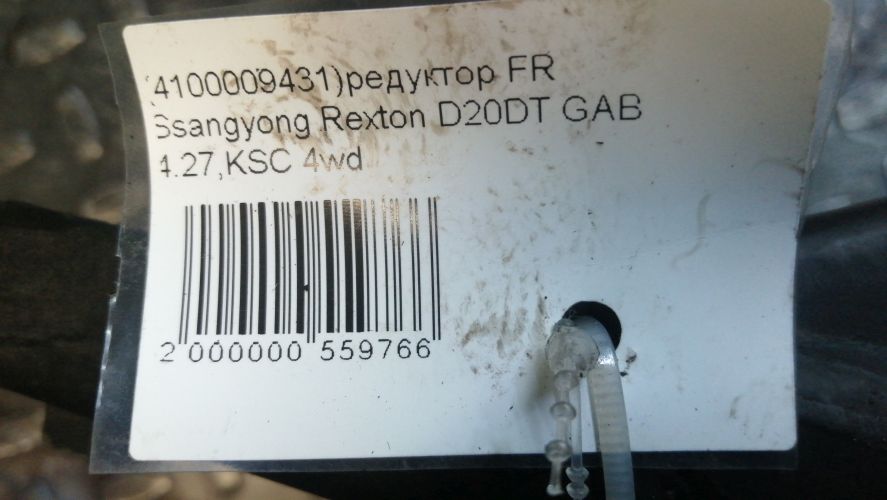 (4100009431)редуктор FR
Ssangyong Rexton D20DT GAB
4.27,KSC 4wd
2 000000 559766